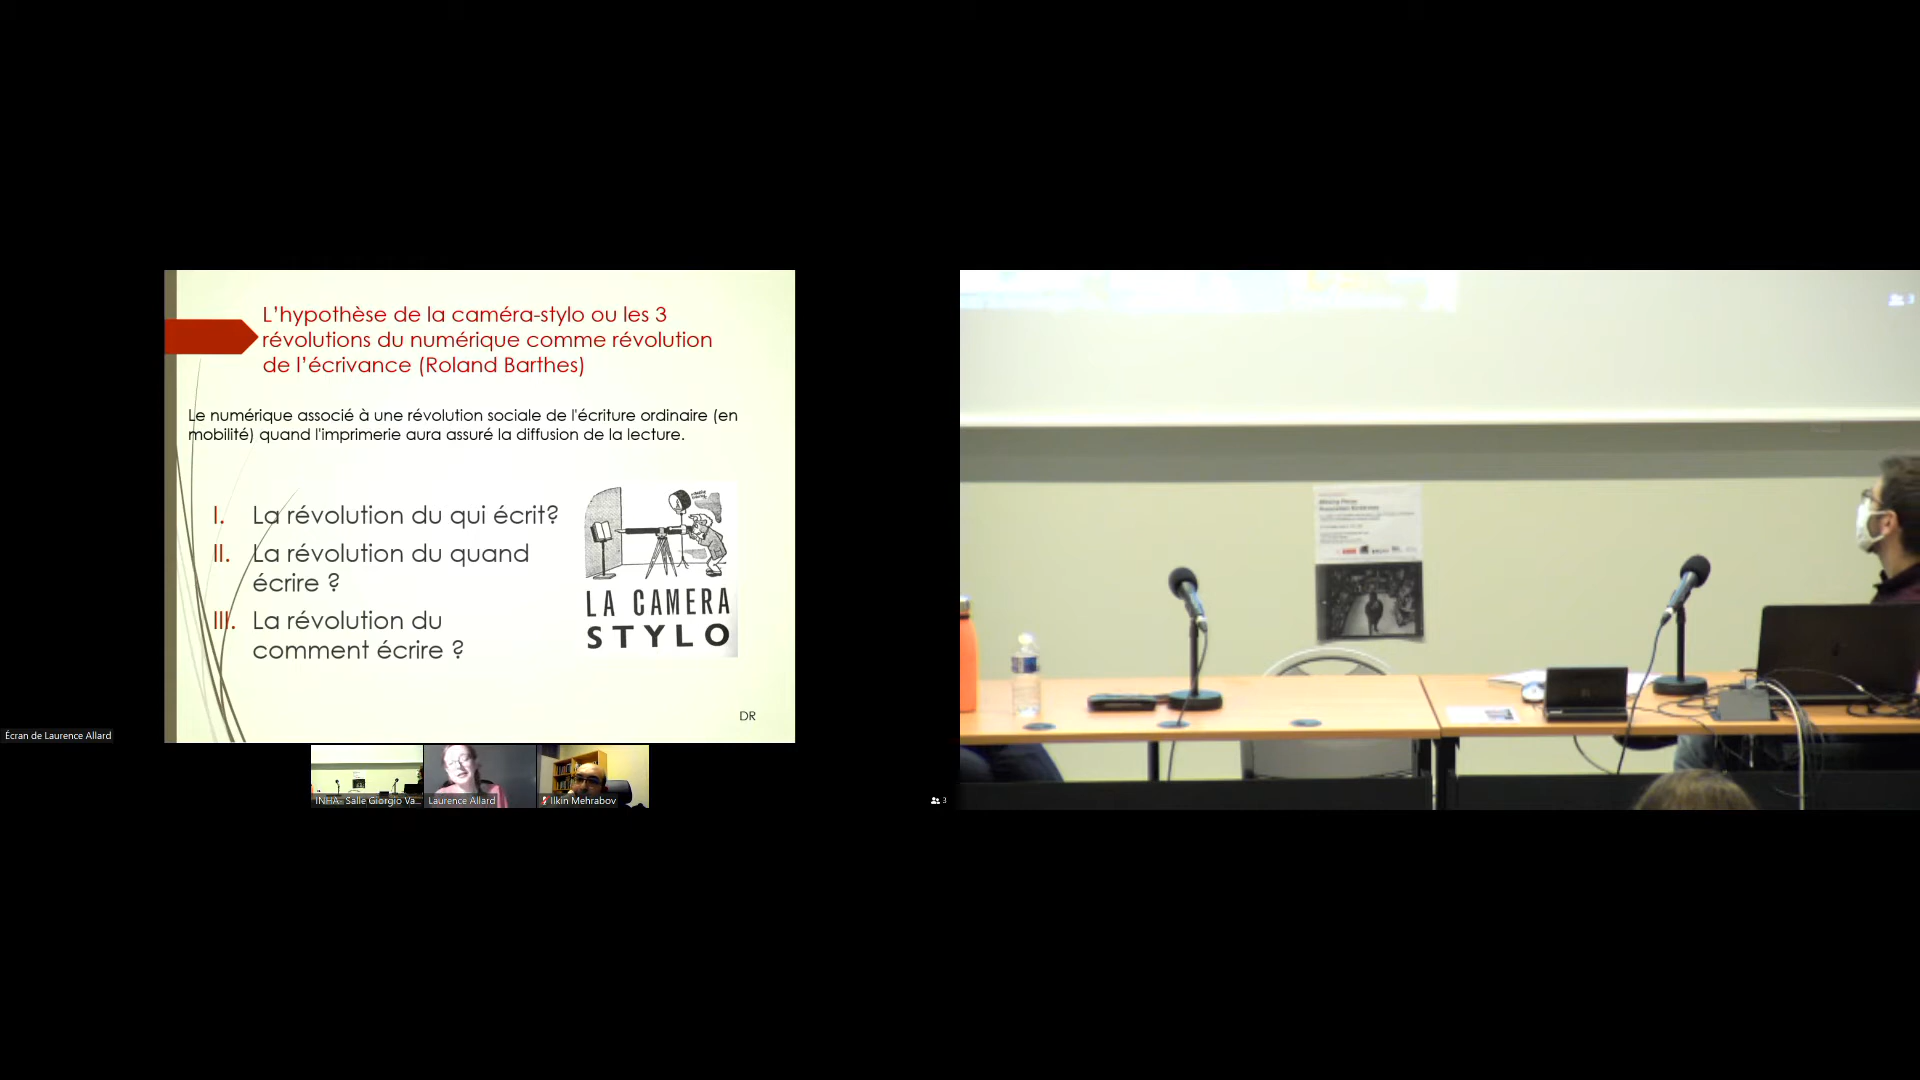 L'hypothèse de la caméra-stylo ou les 3
révolutions du numérique comme révolution
de l'écrivance (Roland Barthes)
Le numérique associé à une révolution sociale de l'écriture ordinaire (en
mobilité) quand l'imprimerie aura assuré la diffusion de la lecture.
I. La révolution du qui écrit?
II. La révolution du quand
écrire ?
III. La révolution du
comment écrire ?
LA CAMERA
STYLO
DR
Écran de Laurence Allard
INHA- Salle Giorgio Va...
Laurence Allard
Ilkin Mehrabov
3
3